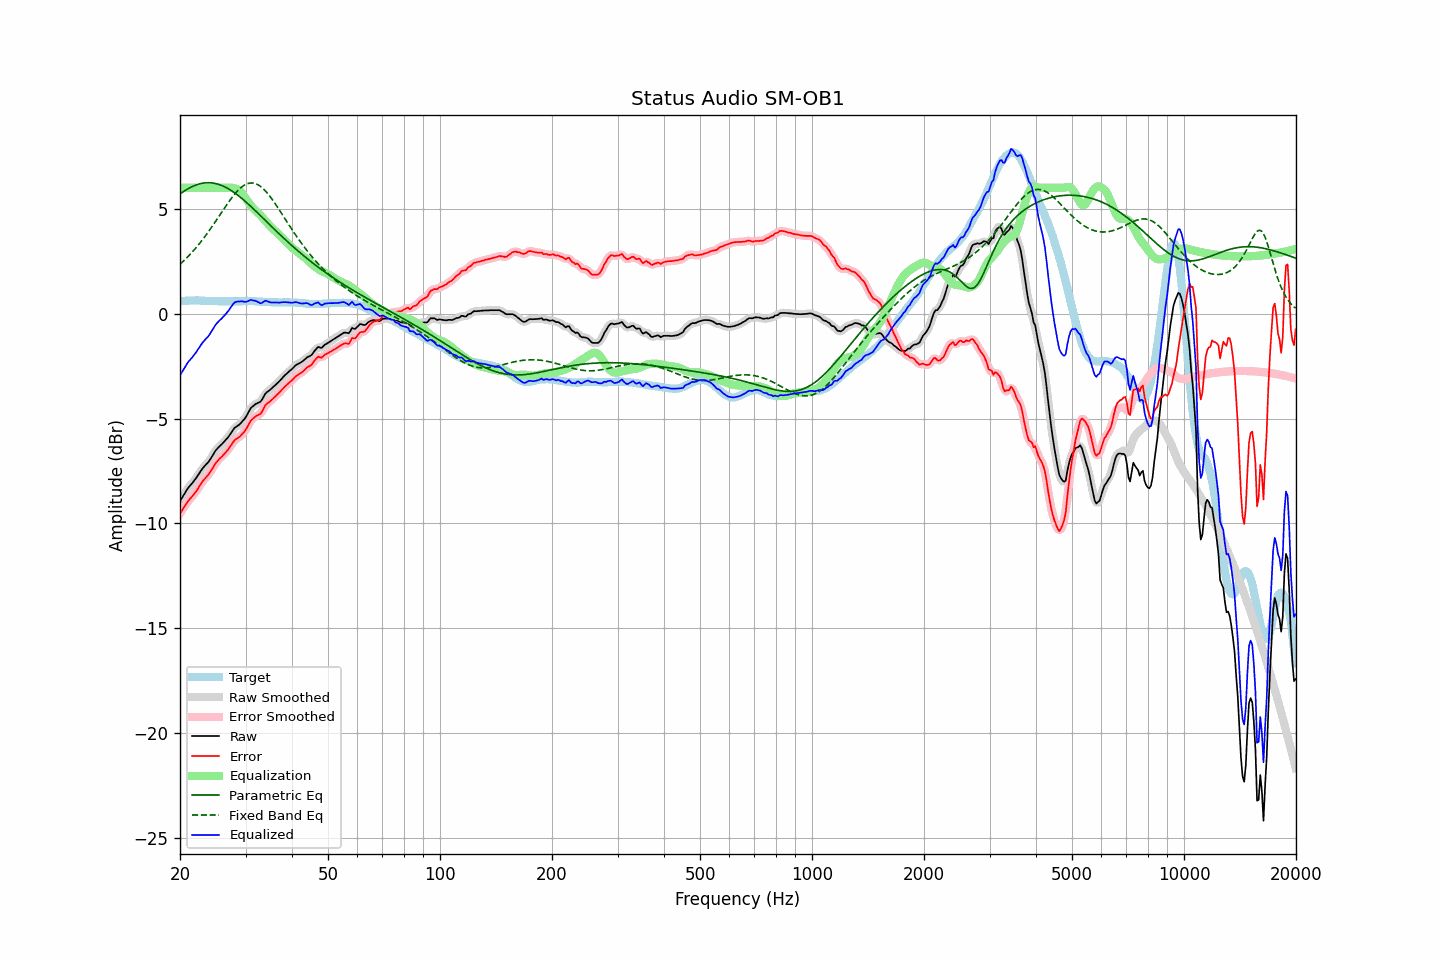 Status Audio SM-OB1
Amplitude (dBr)
5
0
−5
−10
−15
−20
−25
Target
Raw Smoothed
Error Smoothed
Raw
Error
Equalization
Parametric Eq
Fixed Band Eq
Equalized
20 50 100 200 500 1000 2000 5000 10000 20000
Frequency (Hz)